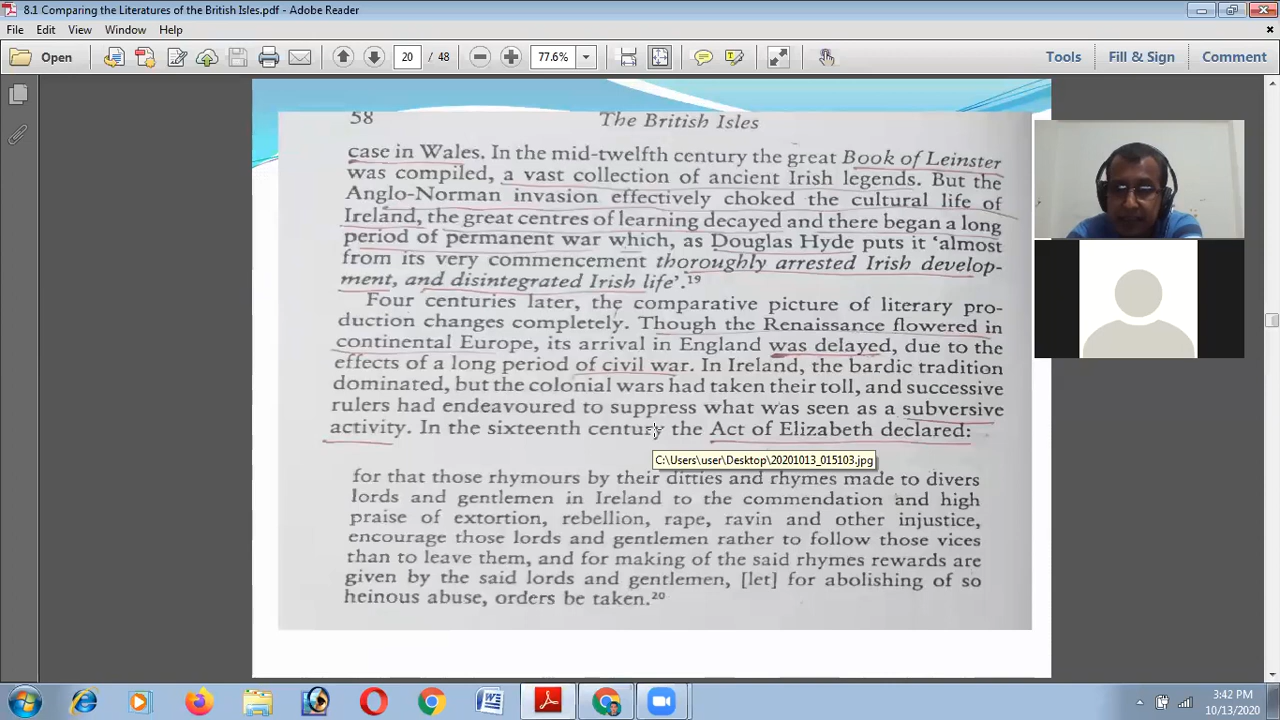 8.1 Comparing the Literatures of the British Isles.pdf - Adobe Reader
File Edit View Window Help
Open 20 / 48 77.6% Tools Fill & Sign Comment
58 The British Isles
case in Wales. In the mid-twelfth century the great Book of Leinster
was compiled, a vast collection of ancient Irish legends. But the
Anglo-Norman invasion effectively choked the cultural life of
Ireland, the great centres of learning decayed and there began a long
period of permanent war which, as Douglas Hyde puts it 'almost
from its very commencement thoroughly arrested Irish develop-
ment, and disintegrated Irish life'.19
Four centuries later, the comparative picture of literary pro-
duction changes completely. Though the Renaissance flowered in
continental Europe, its arrival in England was delayed, due to the
effects of a long period of civil war. In Ireland, the bardic tradition
dominated, but the colonial wars had taken their toll, and successive
rulers had endeavoured to suppress what was seen as a subversive
activity. In the sixteenth century the Act of Elizabeth declared:
C:\Users\user\Desktop\20201013_015103.jpg
for that those rhymours by their ditties and rhymes made to divers
lords and gentlemen in Ireland to the commendation and high
praise of extortion, rebellion, rape, ravin and other injustice,
encourage those lords and gentlemen rather to follow those vices
than to leave them, and for making of the said rhymes rewards are
given by the said lords and gentlemen, [let] for abolishing of so
heinous abuse, orders be taken.20
3:42 PM
10/13/2020